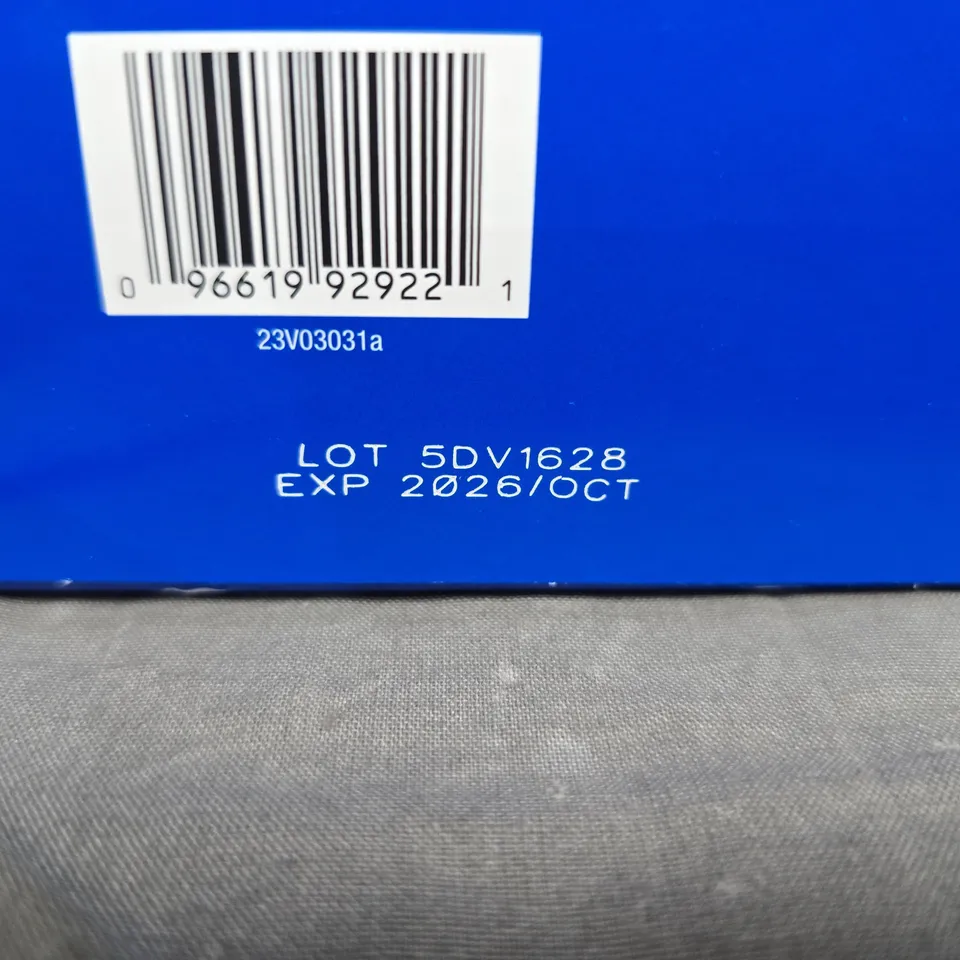 0 96619 92922 1
23V03031a
LOT 5DV1628
EXP 2026/OCT